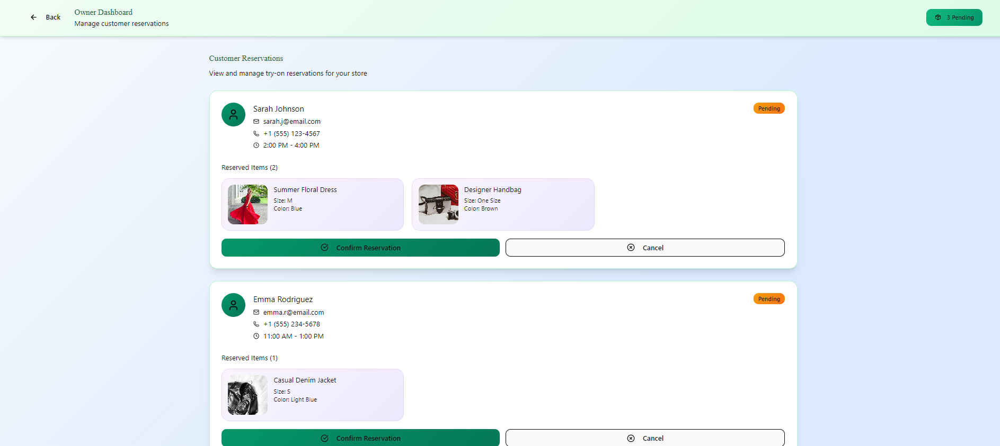 Back
Owner Dashboard
Manage customer reservations
3 Pending
Customer Reservations
View and manage try-on reservations for your store
Sarah Johnson
Pending
sarah.j@email.com
+1 (555) 123-4567
2:00 PM - 4:00 PM
Reserved Items (2)
Summer Floral Dress
Size: M
Color: Blue
Designer Handbag
Size: One Size
Color: Brown
Confirm Reservation
Cancel
Emma Rodriguez
Pending
emma.r@email.com
+1 (555) 234-5678
11:00 AM - 1:00 PM
Reserved Items (1)
Casual Denim Jacket
Size: S
Color: Light Blue
Confirm Reservation
Cancel